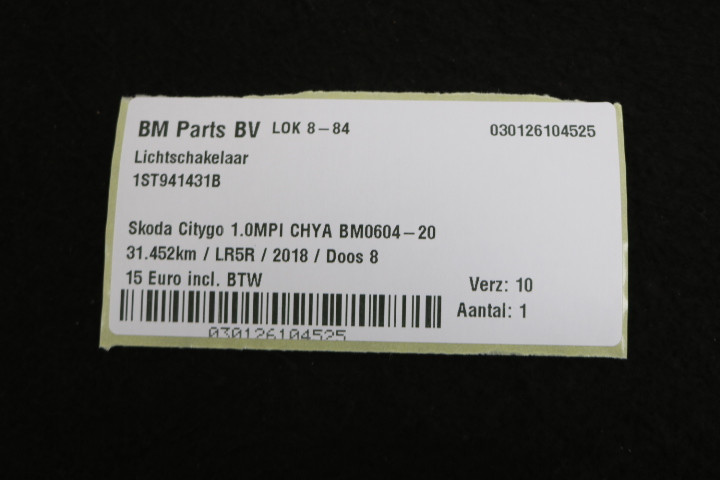 BM Parts BV LOK 8-84 030126104525
Lichtschakelaar
1ST941431B
Skoda Citygo 1.0MPI CHYA BM0604-20
31.452km / LR5R / 2018 / Doos 8
15 Euro incl. BTW Verz: 10
Aantal: 1
030126104525